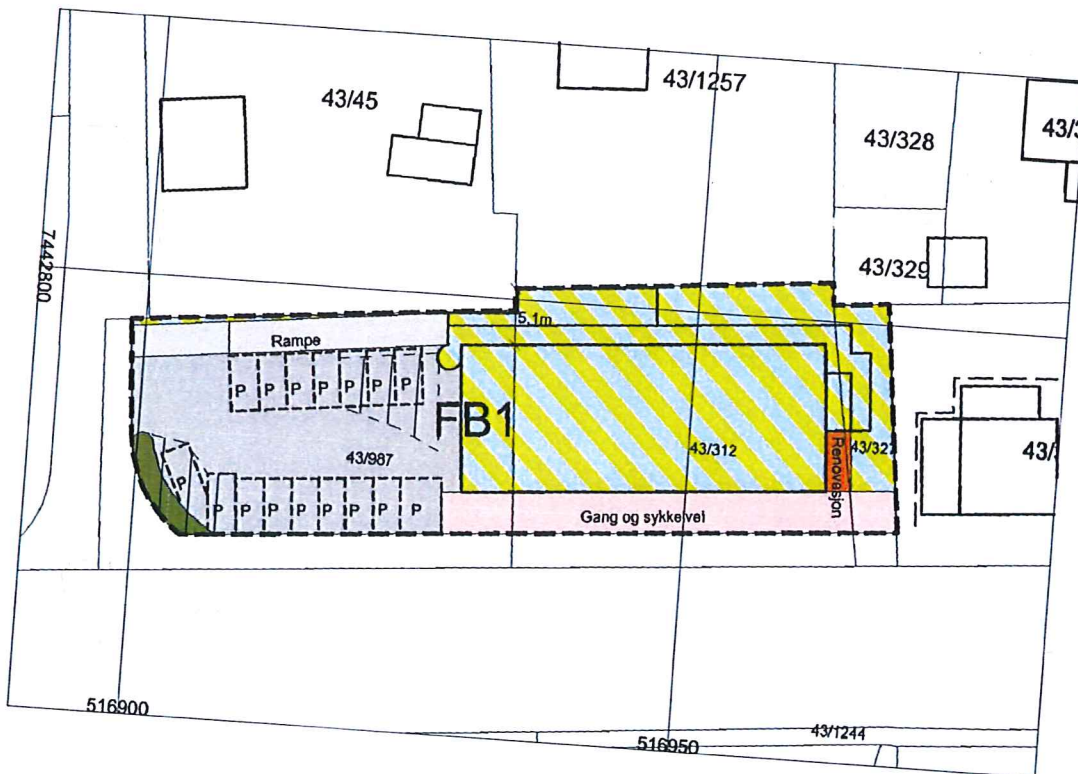 43/45
43/1257
43/328
43/3
7442800
43/329
5,1m
Rampe
P P P P P P P
FB1
43/312
43/327
43/
43/987
Renovasjon
P
P P P P P P P P
Gang og sykkelvei
516900
516950
43/1244